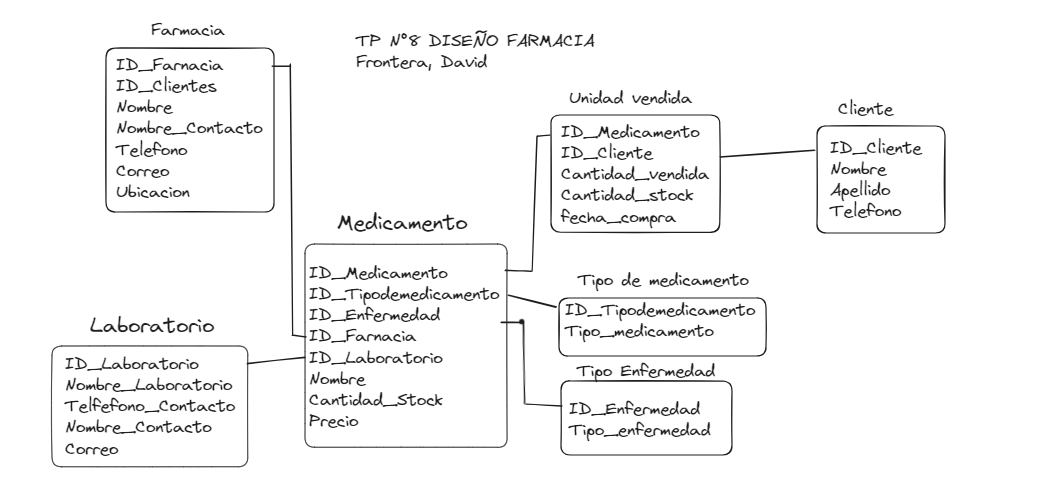 Farmacia
ID_Farnacia
ID_Clientes
Nombre
Nombre_Contacto
Telefono
Correo
Ubicacion
TP N°8 DISEÑO FARMACIA
Frontera, David
Unidad vendida
ID_Medicamento
ID_Cliente
Cantidad_vendida
Cantidad_stock
fecha_compra
Cliente
ID_Cliente
Nombre
Apellido
Telefono
Medicamento
ID_Medicamento
ID_Tipodemedicamento
ID_Enfermedad
ID_Farnacia
ID_Laboratorio
Nombre
Cantidad_Stock
Precio
Tipo de medicamento
ID_Tipodemedicamento
Tipo_medicamento
Laboratorio
ID_Laboratorio
Nombre_Laboratorio
Telfefono_Contacto
Nombre_Contacto
Correo
Tipo Enfermedad
ID_Enfermedad
Tipo_enfermedad